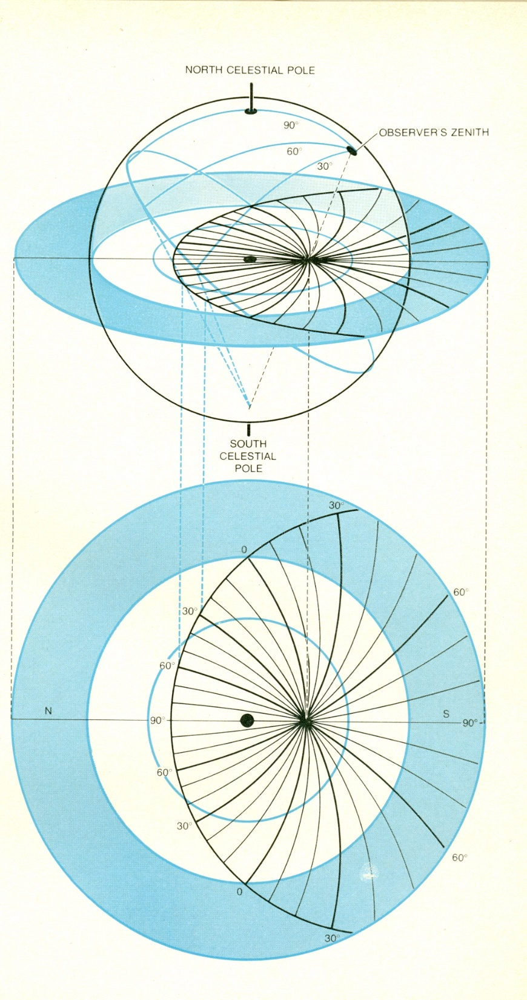 NORTH CELESTIAL POLE
90°
OBSERVER'S ZENITH
60°
30°
SOUTH
CELESTIAL
POLE
30°
0
60°
30°
60°
N
S
90°
90°
60°
30°
60°
0
30°